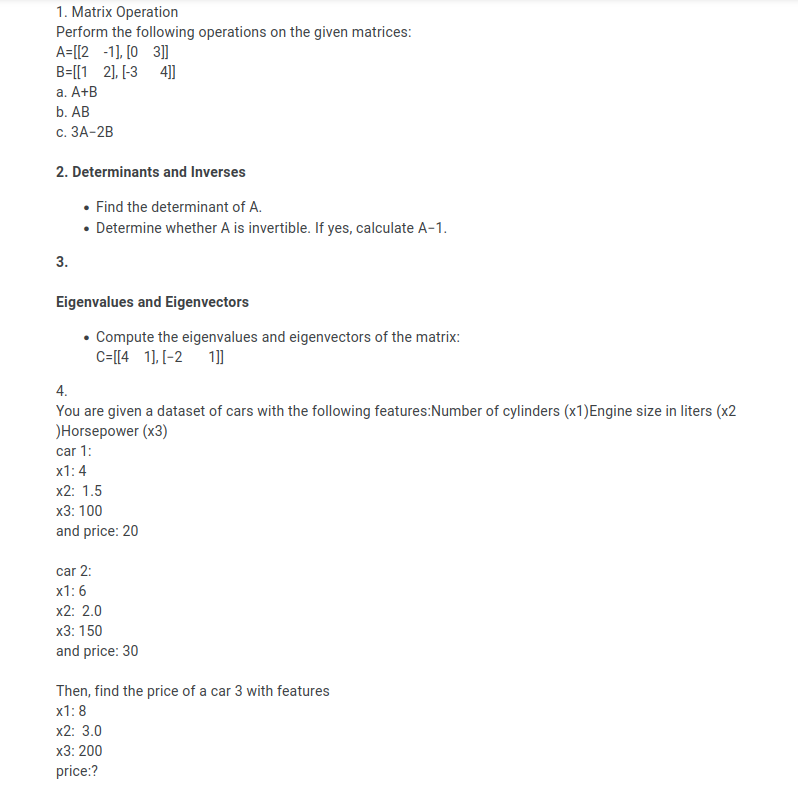 1. Matrix Operation
Perform the following operations on the given matrices:
A=[[2 -1], [0 3]]
B=[[1 2], [-3 4]]
a. A+B
b. AB
c. 3A−2B
2. Determinants and Inverses
• Find the determinant of A.
• Determine whether A is invertible. If yes, calculate A−1.
3.
Eigenvalues and Eigenvectors
• Compute the eigenvalues and eigenvectors of the matrix:
C=[[4 1], [−2 1]]
4.
You are given a dataset of cars with the following features:Number of cylinders (x1)Engine size in liters (x2
)Horsepower (x3)
car 1:
x1: 4
x2: 1.5
x3: 100
and price: 20
car 2:
x1: 6
x2: 2.0
x3: 150
and price: 30
Then, find the price of a car 3 with features
x1: 8
x2: 3.0
x3: 200
price:?